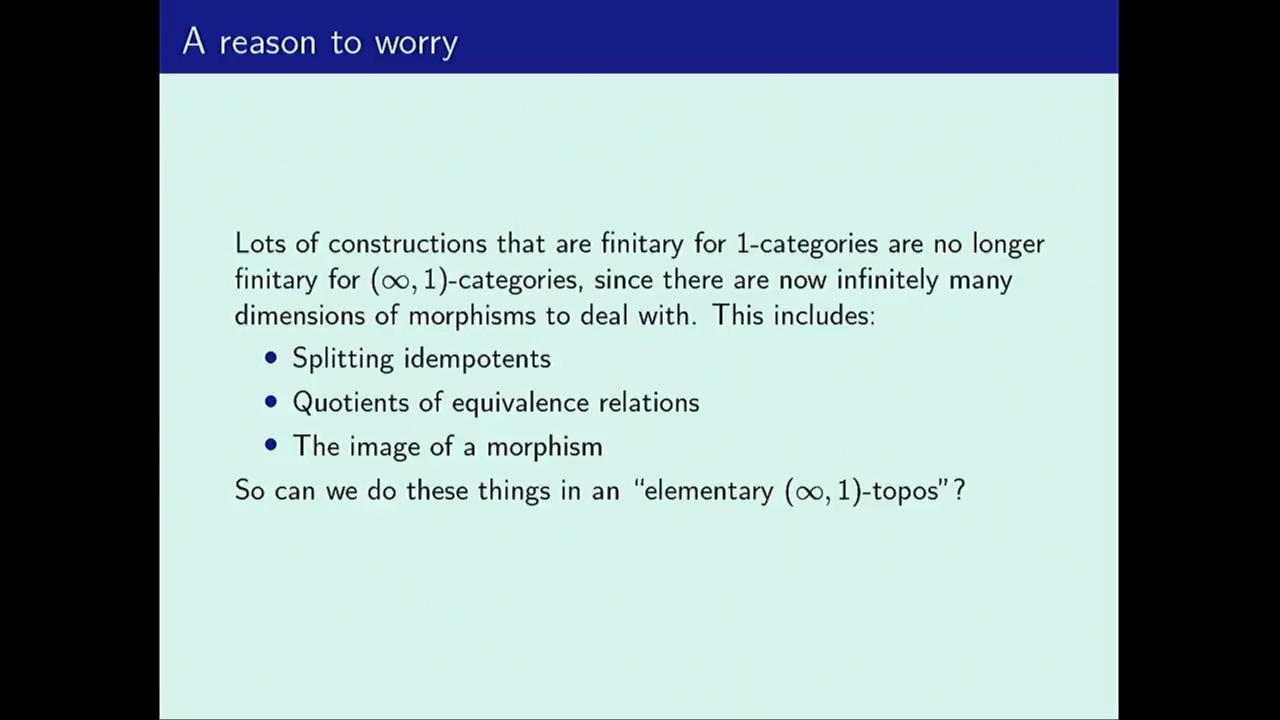 A reason to worry
Lots of constructions that are finitary for 1-categories are no longer
finitary for (∞, 1)-categories, since there are now infinitely many
dimensions of morphisms to deal with. This includes:
• Splitting idempotents
• Quotients of equivalence relations
• The image of a morphism
So can we do these things in an “elementary (∞, 1)-topos”?